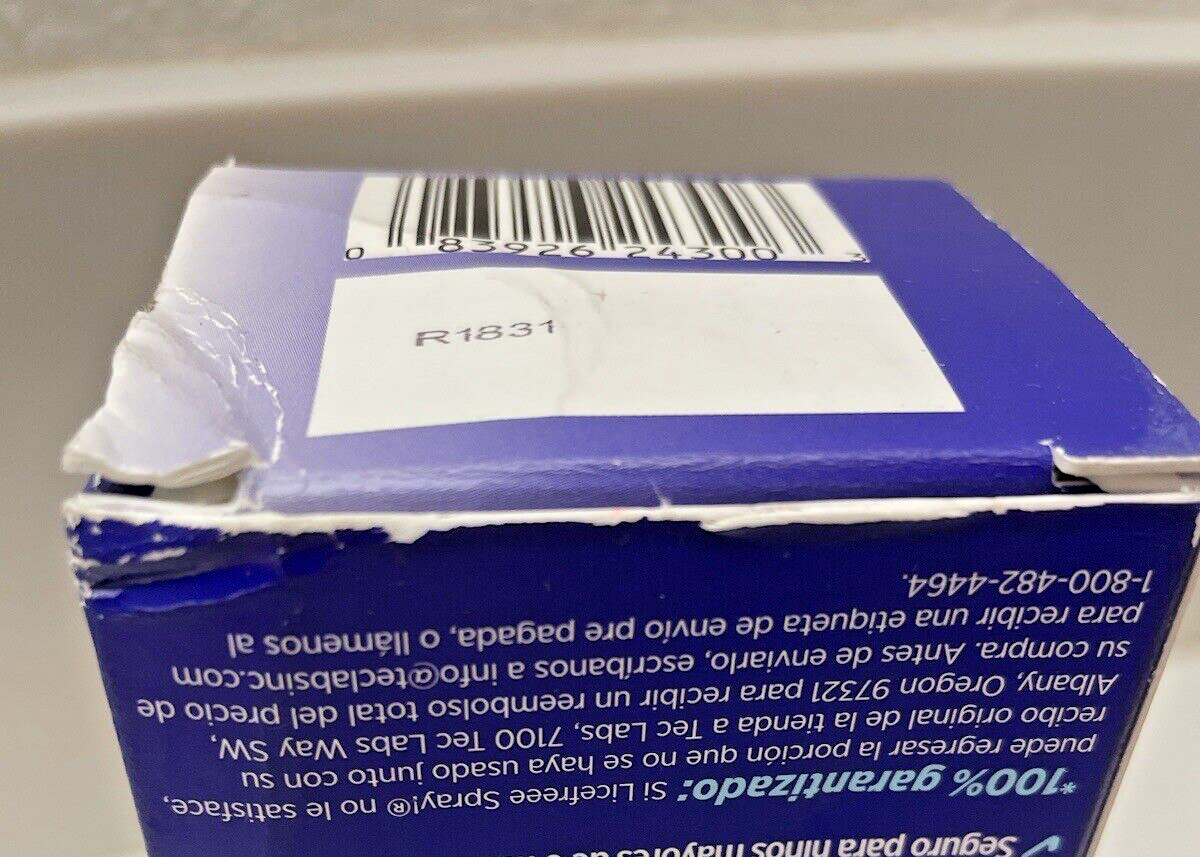 0 83926 24300 3
R1831
Seguro para niños mayores de
*100% garantizado: Si Licefreee Spray!® no le satisface,
puede regresar la porción que no se haya usado junto con su
recibo original de la tienda a Tec Labs, 7100 Tec Labs Way SW,
Albany, Oregon 97321 para recibir un reembolso total del precio de
su compra. Antes de enviarlo, escríbanos a info@teclabsinc.com
para recibir una etiqueta de envío pre pagada, o llámenos al
1-800-482-4464.